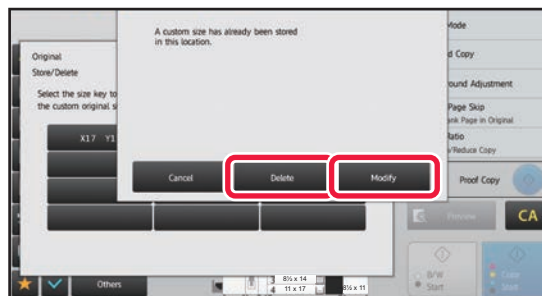 A custom size has already been stored
in this location.
Original
Store/Delete
Select the size key to
the custom original
X17 Y1
Cancel
Delete
Modify
Mode
d Copy
ound Adjustment
Page Skip
nk Page in Original
Ratio
/Reduce Copy
Proof Copy
Preview
CA
Others
8½ x 14
4 11 x 17
8½ x 11
B/W
Start
Color
Start